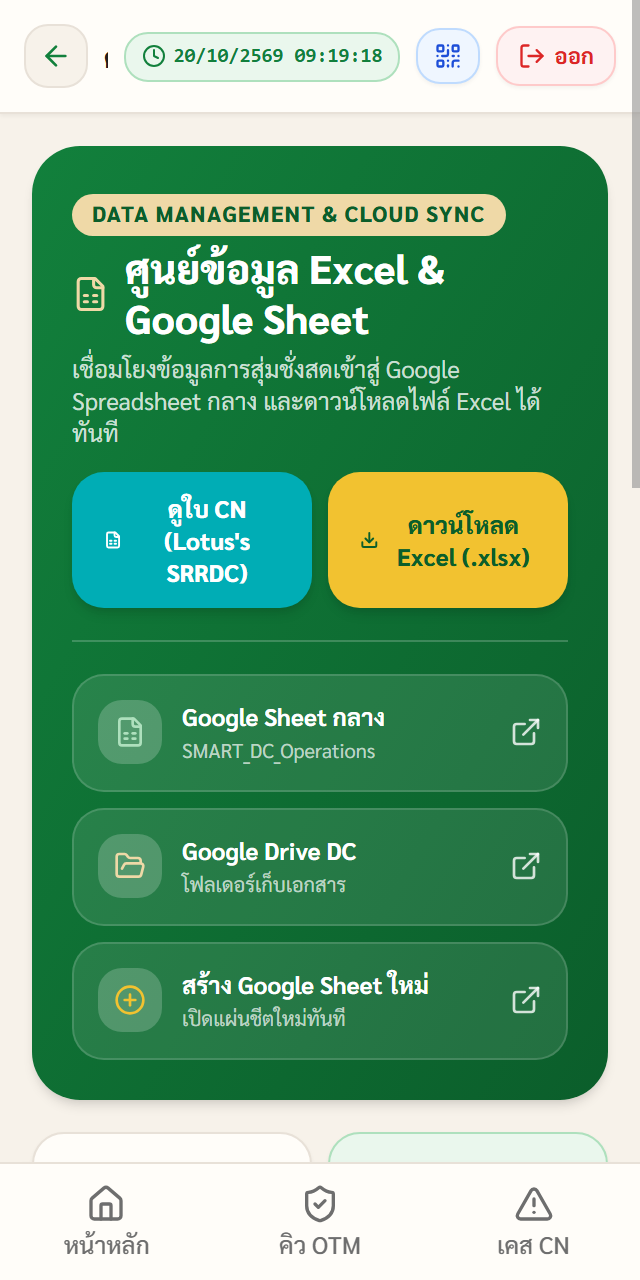 20/10/2569 09:19:18
ออก
DATA MANAGEMENT & CLOUD SYNC
ศูนย์ข้อมูล Excel &
Google Sheet
เชื่อมโยงข้อมูลการสุ่มชั่งสดเข้าสู่ Google
Spreadsheet กลาง และดาวน์โหลดไฟล์ Excel ได้
ทันที
ดูใบ CN
(Lotus's
SRRDC)
ดาวน์โหลด
Excel (.xlsx)
Google Sheet กลาง
SMART_DC_Operations
Google Drive DC
โฟลเดอร์เก็บเอกสาร
สร้าง Google Sheet ใหม่
เปิดแผ่นชีตใหม่ทันที
หน้าหลัก
คิว OTM
เคส CN